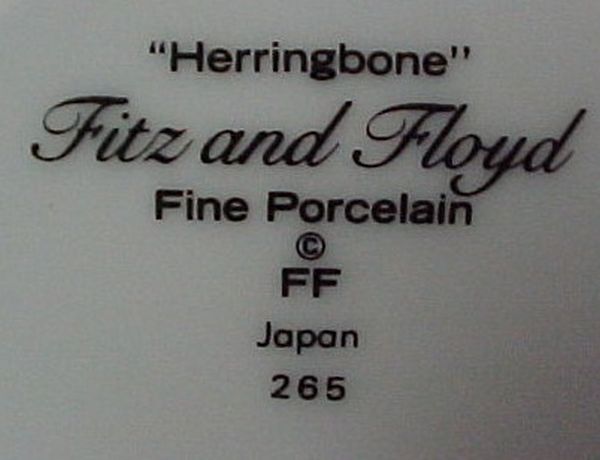 “Herringbone”
Fitz and Floyd
Fine Porcelain
©
FF
Japan
265